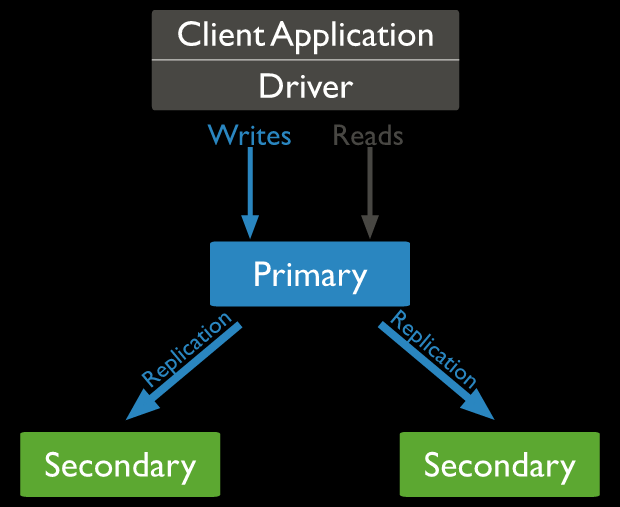 Client Application
Driver
Writes
Reads
Primary
Replication
Replication
Secondary
Secondary